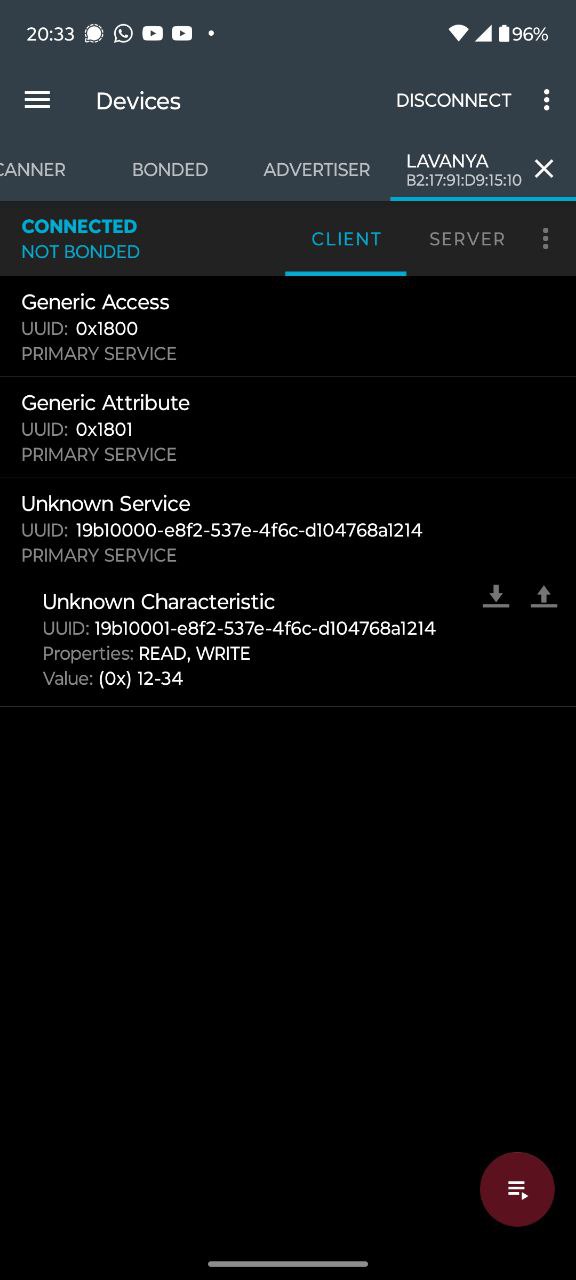 20:33
96%
Devices
DISCONNECT
CANNER
BONDED
ADVERTISER
LAVANYA
B2:17:91:D9:15:10
CONNECTED
NOT BONDED
CLIENT
SERVER
Generic Access
UUID: 0x1800
PRIMARY SERVICE
Generic Attribute
UUID: 0x1801
PRIMARY SERVICE
Unknown Service
UUID: 19b10000-e8f2-537e-4f6c-d104768a1214
PRIMARY SERVICE
Unknown Characteristic
UUID: 19b10001-e8f2-537e-4f6c-d104768a1214
Properties: READ, WRITE
Value: (0x) 12-34